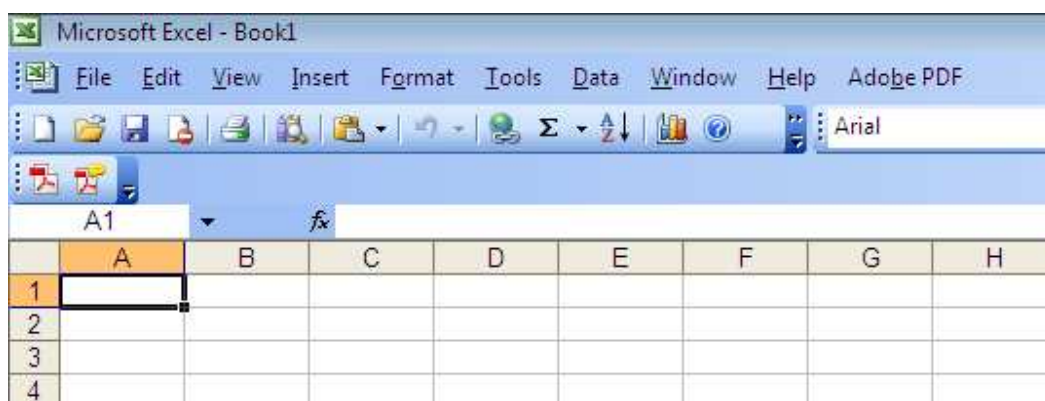 Microsoft Excel - Book1
File Edit View Insert Format Tools Data Window Help Adobe PDF
Σ A Z Arial
A1 fx
A B C D E F G H
1
2
3
4